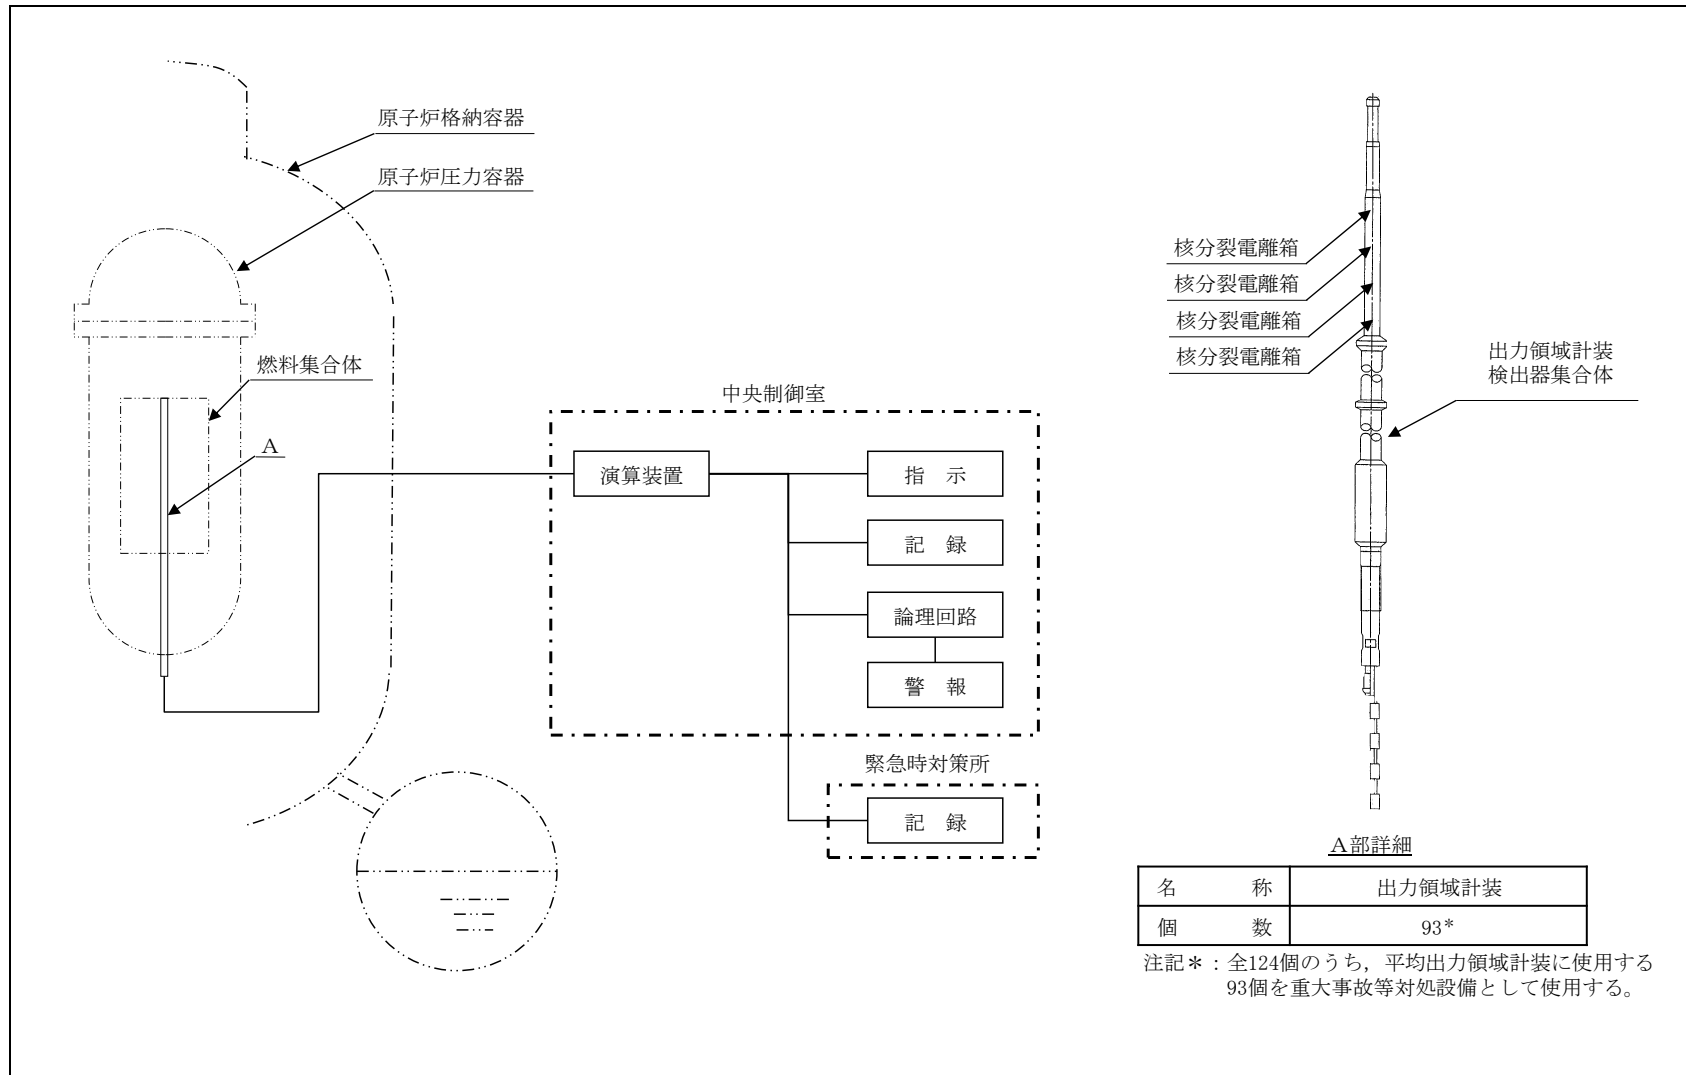 原子炉格納容器
原子炉圧力容器
燃料集合体
A
中央制御室
演算装置
指　示
記　録
論理回路
警　報
緊急時対策所
記　録
核分裂電離箱
核分裂電離箱
核分裂電離箱
核分裂電離箱
出力領域計装
検出器集合体
A部詳細
名　称　出力領域計装
個　数　93*
注記＊：全124個のうち，平均出力領域計装に使用する
93個を重大事故等対処設備として使用する。